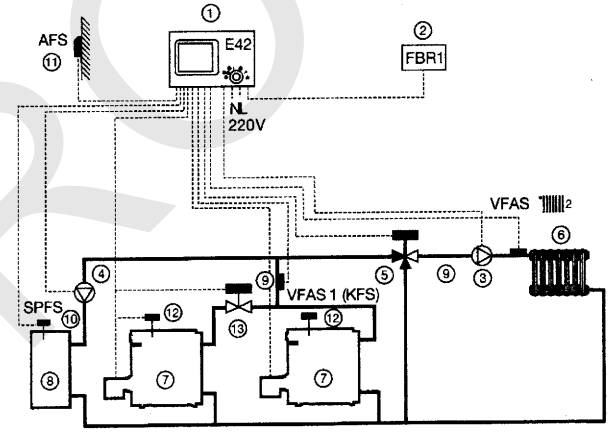 ①
②
AFS
E42
FBR1
⑪
NL
220V
VFAS 2
⑥
④
⑨
⑤
⑨
③
VFAS 1 (KFS)
SPFS
⑩
⑫
⑬
⑫
⑧
⑦
⑦